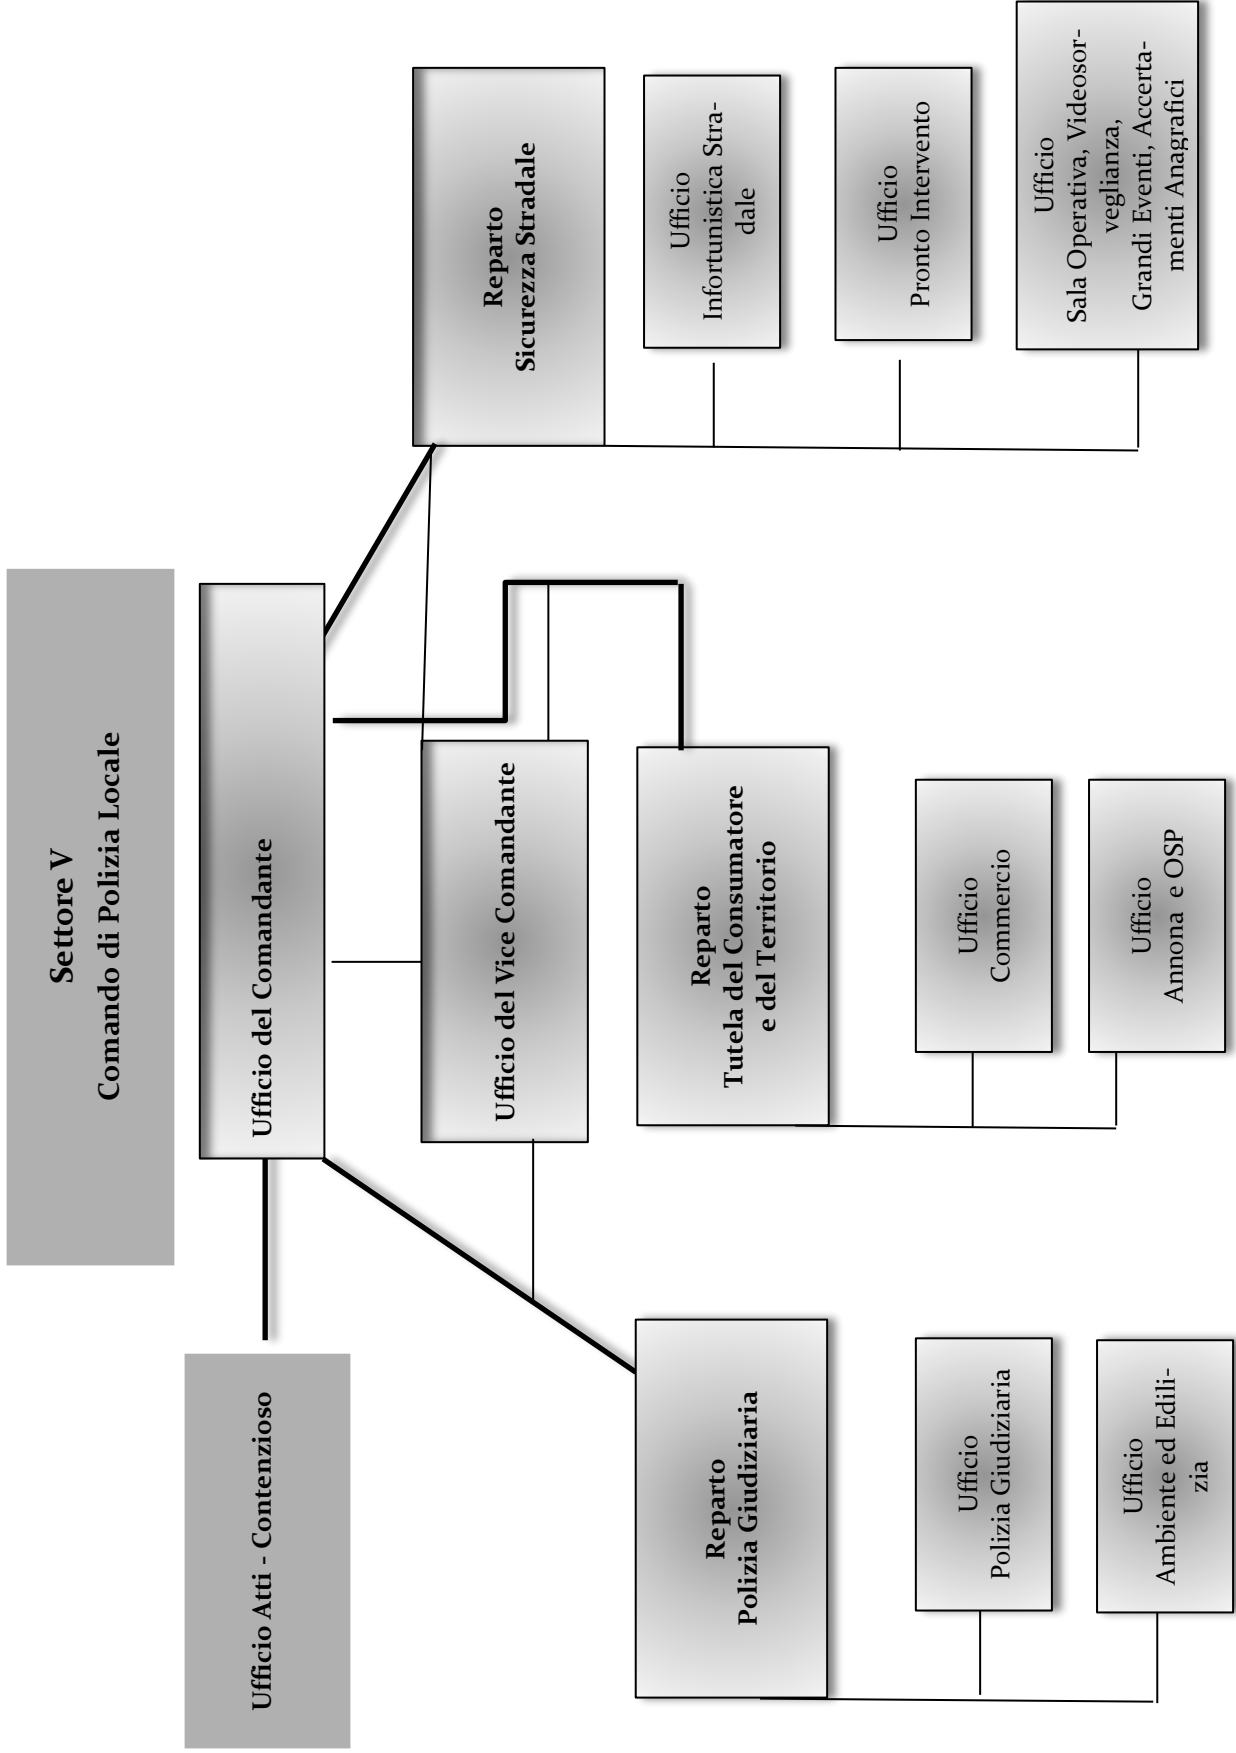 Settore V
Comando di Polizia Locale
Ufficio Atti - Contenzioso
Ufficio del Comandante
Ufficio del Vice Comandante
Reparto
Polizia Giudiziaria
Ufficio
Polizia Giudiziaria
Ufficio
Ambiente ed Edili-
zia
Reparto
Tutela del Consumatore
e del Territorio
Ufficio
Commercio
Ufficio
Annona e OSP
Reparto
Sicurezza Stradale
Ufficio
Infortunistica Stra-
dale
Ufficio
Pronto Intervento
Ufficio
Sala Operativa, Videosor-
veglianza,
Grandi Eventi, Accerta-
menti Anagrafici